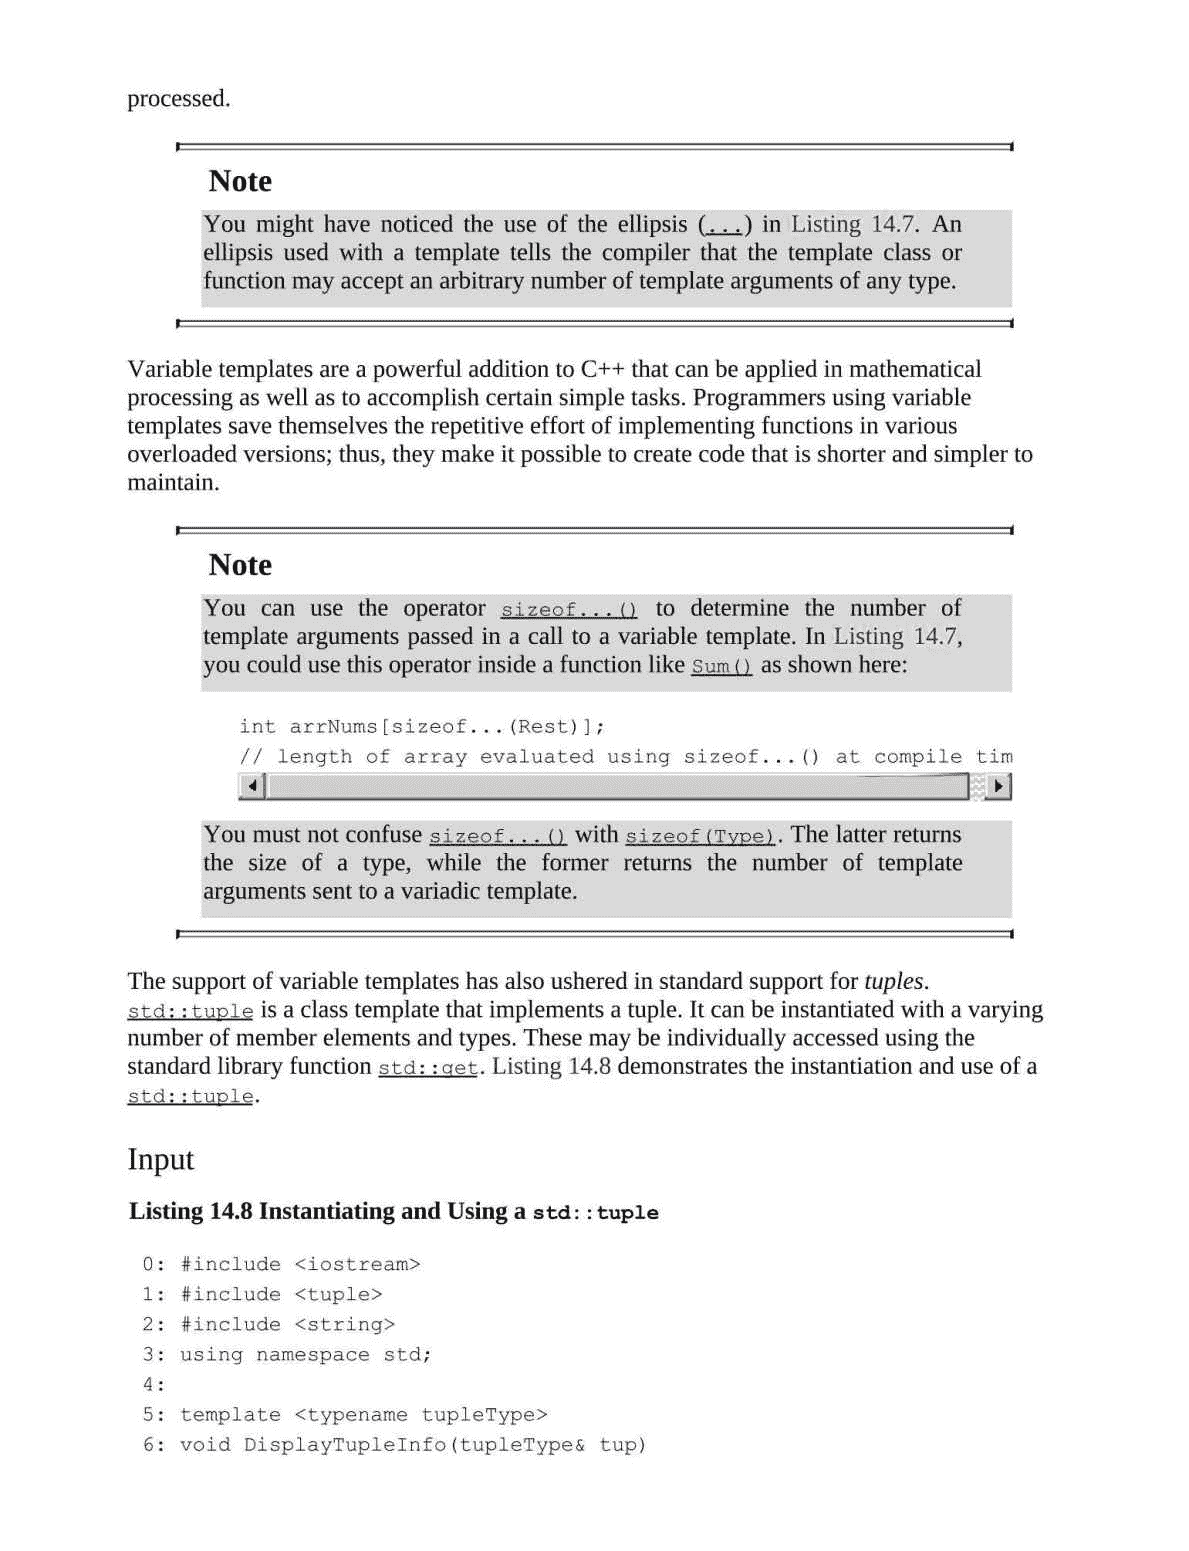 processed.
Note
You might have noticed the use of the ellipsis (...) in Listing 14.7. An
ellipsis used with a template tells the compiler that the template class or
function may accept an arbitrary number of template arguments of any type.
Variable templates are a powerful addition to C++ that can be applied in mathematical
processing as well as to accomplish certain simple tasks. Programmers using variable
templates save themselves the repetitive effort of implementing functions in various
overloaded versions; thus, they make it possible to create code that is shorter and simpler to
maintain.
Note
You can use the operator sizeof...() to determine the number of
template arguments passed in a call to a variable template. In Listing 14.7,
you could use this operator inside a function like Sum() as shown here:
int arrNums[sizeof...(Rest)];
// length of array evaluated using sizeof...() at compile tim
You must not confuse sizeof...() with sizeof(Type). The latter returns
the size of a type, while the former returns the number of template
arguments sent to a variadic template.
The support of variable templates has also ushered in standard support for tuples.
std::tuple is a class template that implements a tuple. It can be instantiated with a varying
number of member elements and types. These may be individually accessed using the
standard library function std::get. Listing 14.8 demonstrates the instantiation and use of a
std::tuple.
Input
Listing 14.8 Instantiating and Using a std::tuple
0: #include <iostream>
1: #include <tuple>
2: #include <string>
3: using namespace std;
4:
5: template <typename tupleType>
6: void DisplayTupleInfo(tupleType& tup)